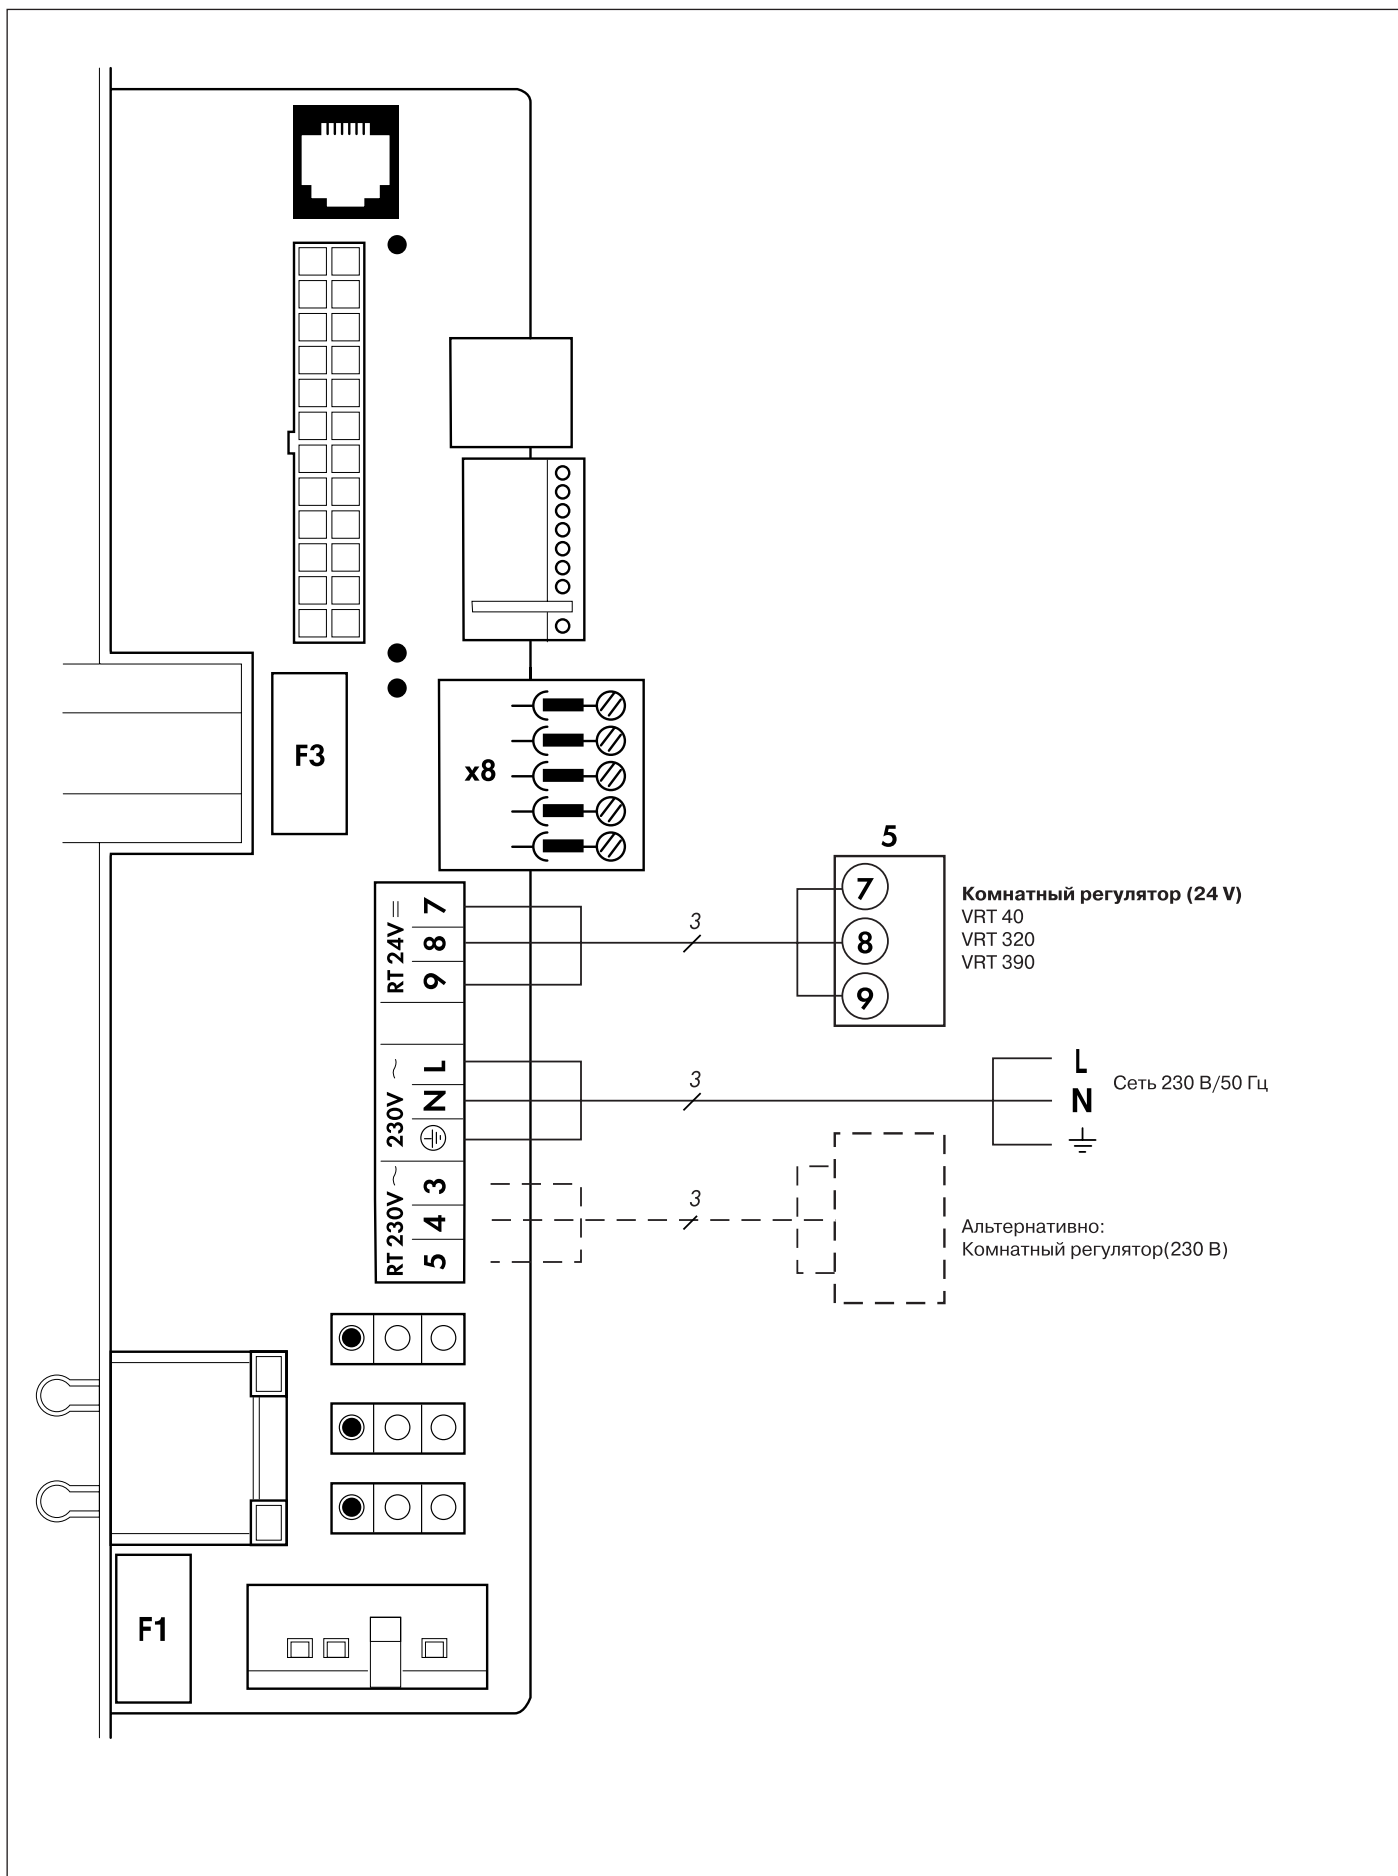 F3
x8
5
7
8
9
Комнатный регулятор (24 V)
VRT 40
VRT 320
VRT 390
RT 24V =
7
8
9
3
230V ~
L
N
3
L
N
Сеть 230 В/50 Гц
RT 230V ~
3
4
5
3
Альтернативно:
Комнатный регулятор(230 В)
F1